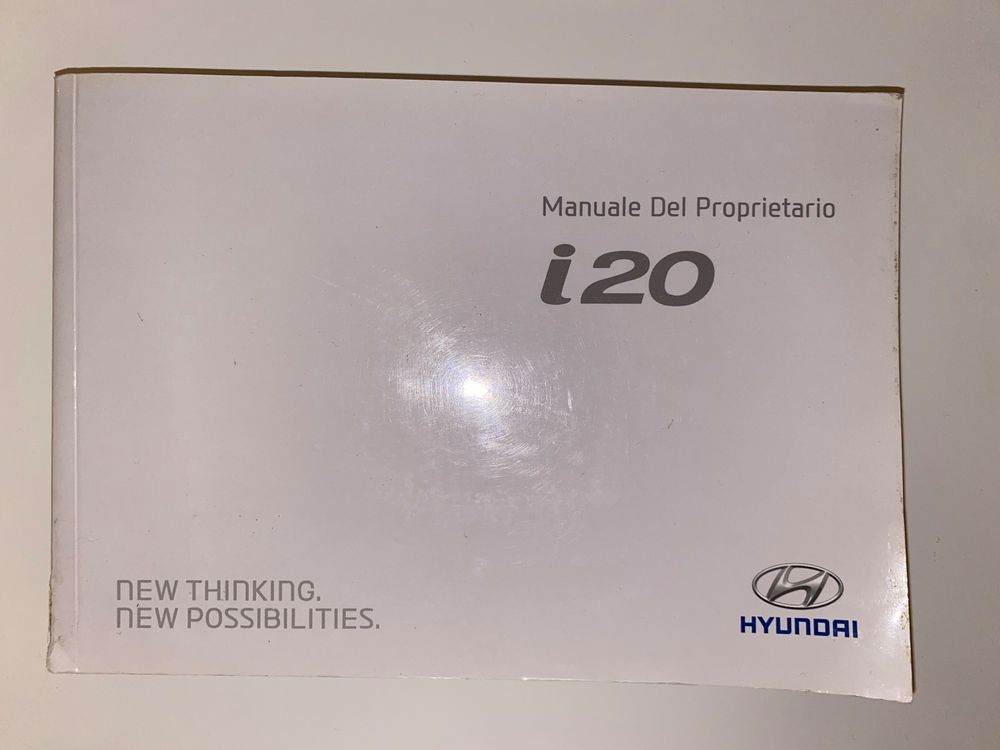 Manuale Del Proprietario
i20
NEW THINKING.
NEW POSSIBILITIES.
HYUNDAI